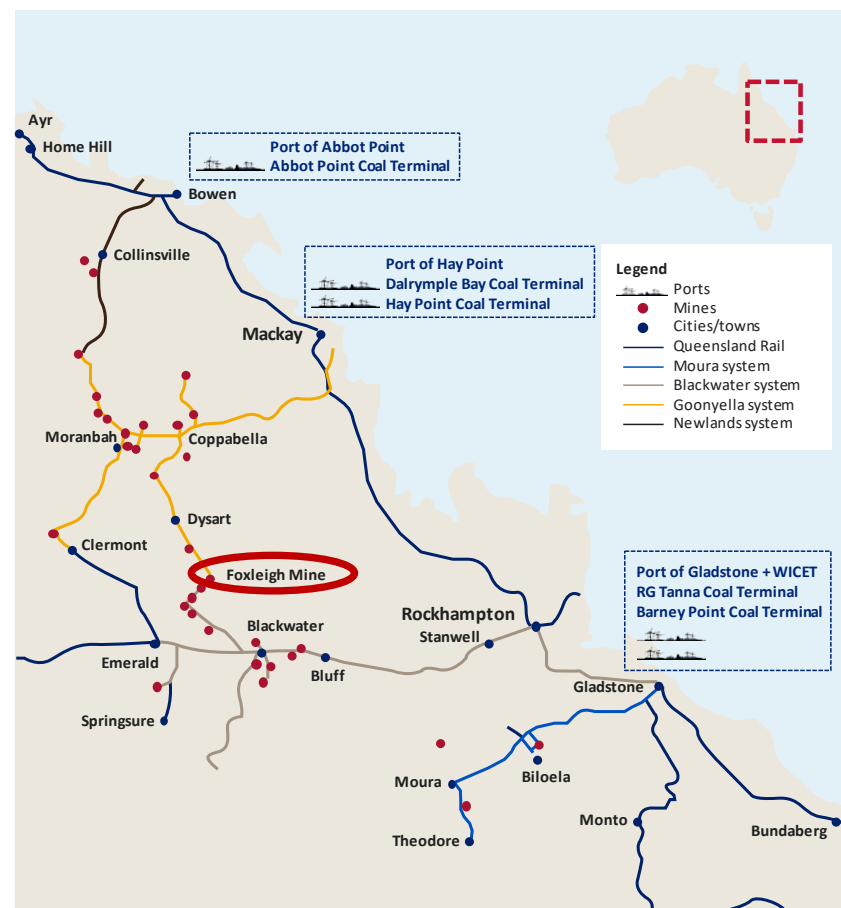 Ayr
Home Hill
Port of Abbot Point
Abbot Point Coal Terminal
Bowen
Collinsville
Port of Hay Point
Dalrymple Bay Coal Terminal
Hay Point Coal Terminal
Legend
Ports
Mines
Cities/towns
Queensland Rail
Moura system
Blackwater system
Goonyella system
Newlands system
Mackay
Moranbah
Coppabella
Dysart
Clermont
Foxleigh Mine
Port of Gladstone + WICET
RG Tanna Coal Terminal
Barney Point Coal Terminal
Rockhampton
Blackwater
Stanwell
Emerald
Bluff
Gladstone
Springsure
Moura
Biloela
Theodore
Monto
Bundaberg